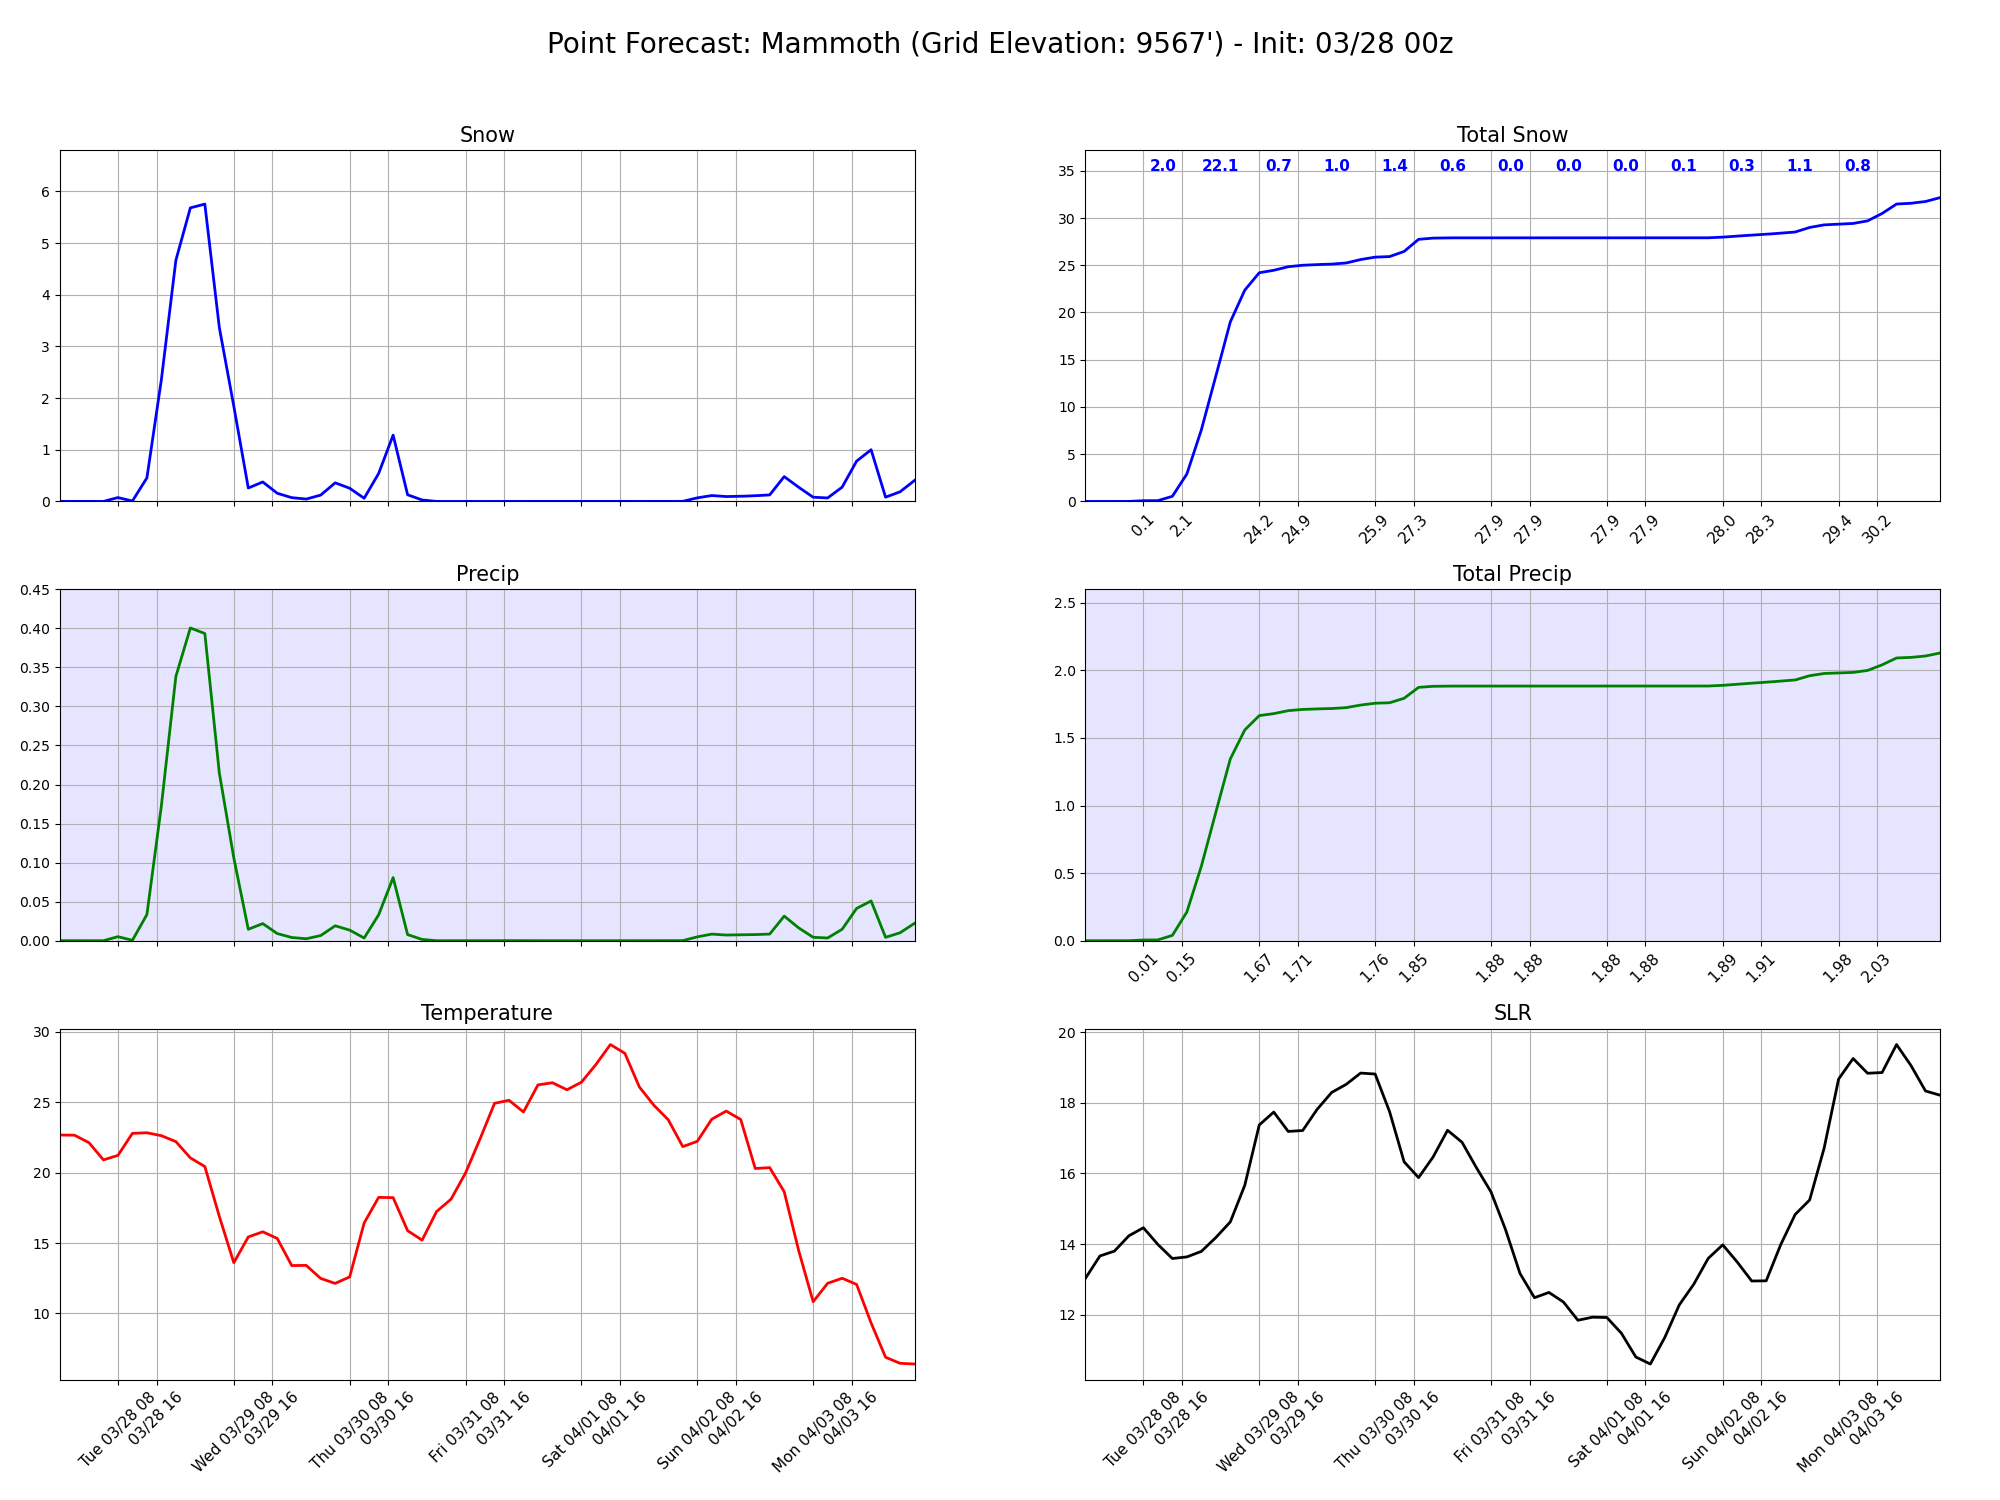 Point Forecast: Mammoth (Grid Elevation: 9567') - Init: 03/28 00z
Snow
6
5
4
3
2
1
0
Total Snow
2.0 22.1 0.7 1.0 1.4 0.6 0.0 0.0 0.0 0.1 0.3 1.1 0.8
35
30
25
20
15
10
5
0
0.1 2.1 24.2 24.9 25.9 27.3 27.9 27.9 27.9 27.9 28.0 28.3 29.4 30.2
Precip
0.45
0.40
0.35
0.30
0.25
0.20
0.15
0.10
0.05
0.00
Total Precip
2.5
2.0
1.5
1.0
0.5
0.0
0.01 0.15 1.67 1.71 1.76 1.85 1.88 1.88 1.88 1.88 1.89 1.91 1.98 2.03
Temperature
30
25
20
15
10
Tue 03/28 08
03/28 16
Wed 03/29 08
03/29 16
Thu 03/30 08
03/30 16
Fri 03/31 08
03/31 16
Sat 04/01 08
04/01 16
Sun 04/02 08
04/02 16
Mon 04/03 08
04/03 16
SLR
20
18
16
14
12
Tue 03/28 08
03/28 16
Wed 03/29 08
03/29 16
Thu 03/30 08
03/30 16
Fri 03/31 08
03/31 16
Sat 04/01 08
04/01 16
Sun 04/02 08
04/02 16
Mon 04/03 08
04/03 16